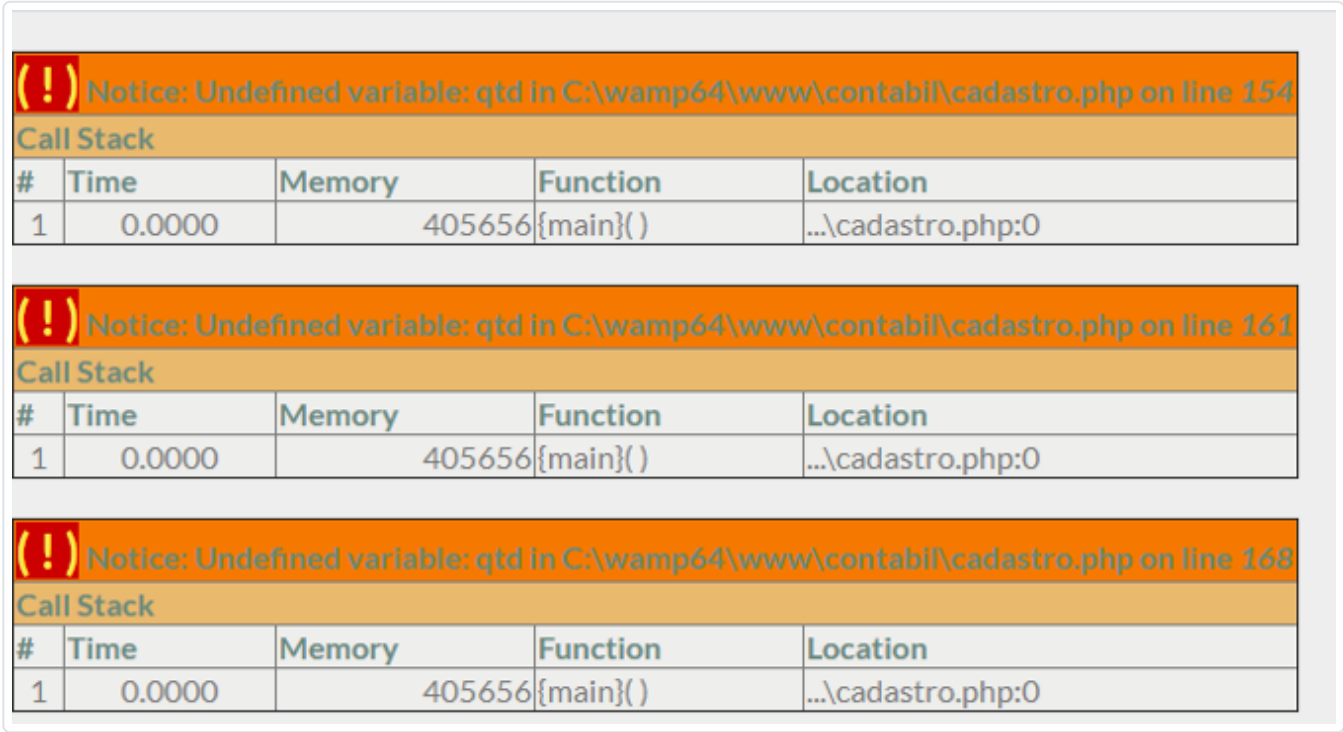 (!) Notice: Undefined variable: qtd in C:\wamp64\www\contabil\cadastro.php on line 154
Call Stack
# Time Memory Function Location
1 0.0000 405656 {main}( ) ...\cadastro.php:0
(!) Notice: Undefined variable: qtd in C:\wamp64\www\contabil\cadastro.php on line 161
Call Stack
# Time Memory Function Location
1 0.0000 405656 {main}( ) ...\cadastro.php:0
(!) Notice: Undefined variable: qtd in C:\wamp64\www\contabil\cadastro.php on line 168
Call Stack
# Time Memory Function Location
1 0.0000 405656 {main}( ) ...\cadastro.php:0